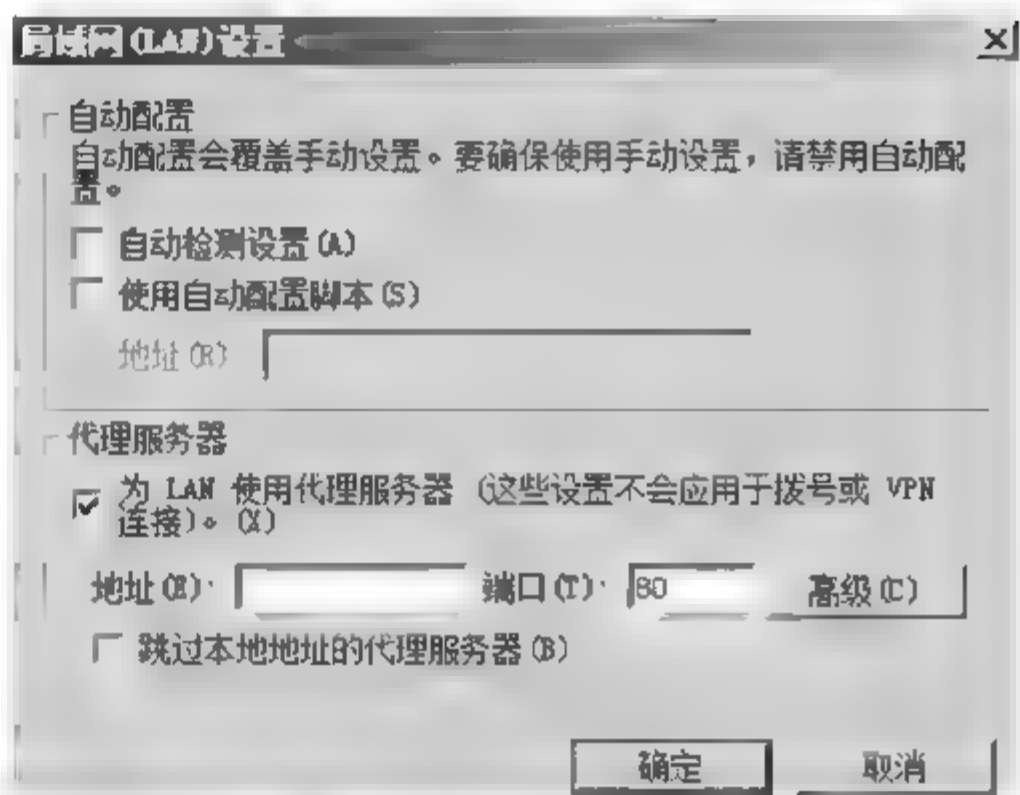 局域网(LAN)设置
自动配置
自动配置会覆盖手动设置。要确保使用手动设置，请禁用自动配
置。
自动检测设置(A)
使用自动配置脚本(S)
地址(R)
代理服务器
为 LAN 使用代理服务器 (这些设置不会应用于拨号或 VPN
连接)。(X)
地址(E): 端口(T): 80 高级(C)
跳过本地地址的代理服务器(B)
确定 取消